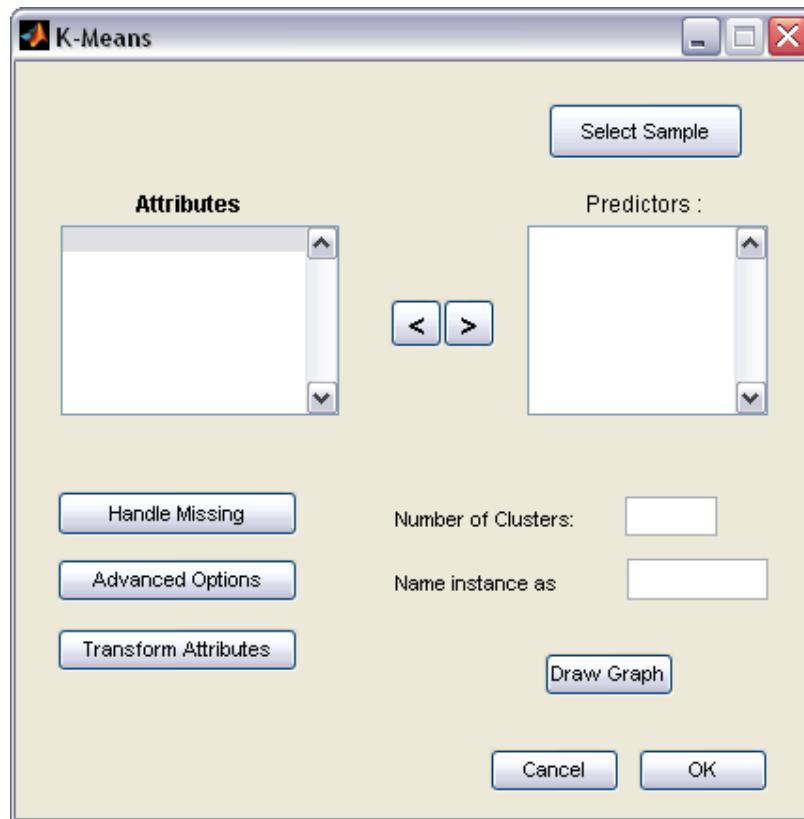 K-Means
Select Sample
Attributes
Predictors :
< >
Handle Missing
Number of Clusters:
Advanced Options
Name instance as
Transform Attributes
Draw Graph
Cancel
OK